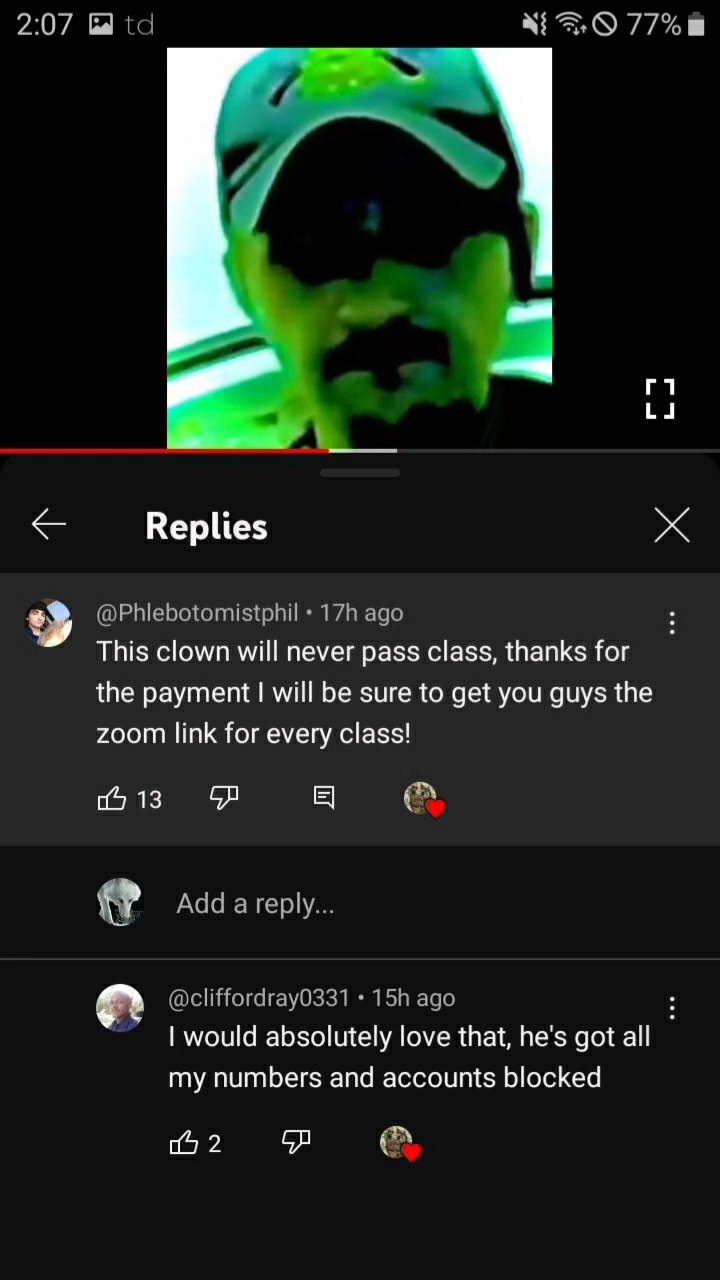 2:07 td 77%
Replies
@Phlebotomistphil • 17h ago
This clown will never pass class, thanks for
the payment I will be sure to get you guys the
zoom link for every class!
13
Add a reply...
@cliffordray0331 • 15h ago
I would absolutely love that, he's got all
my numbers and accounts blocked
2